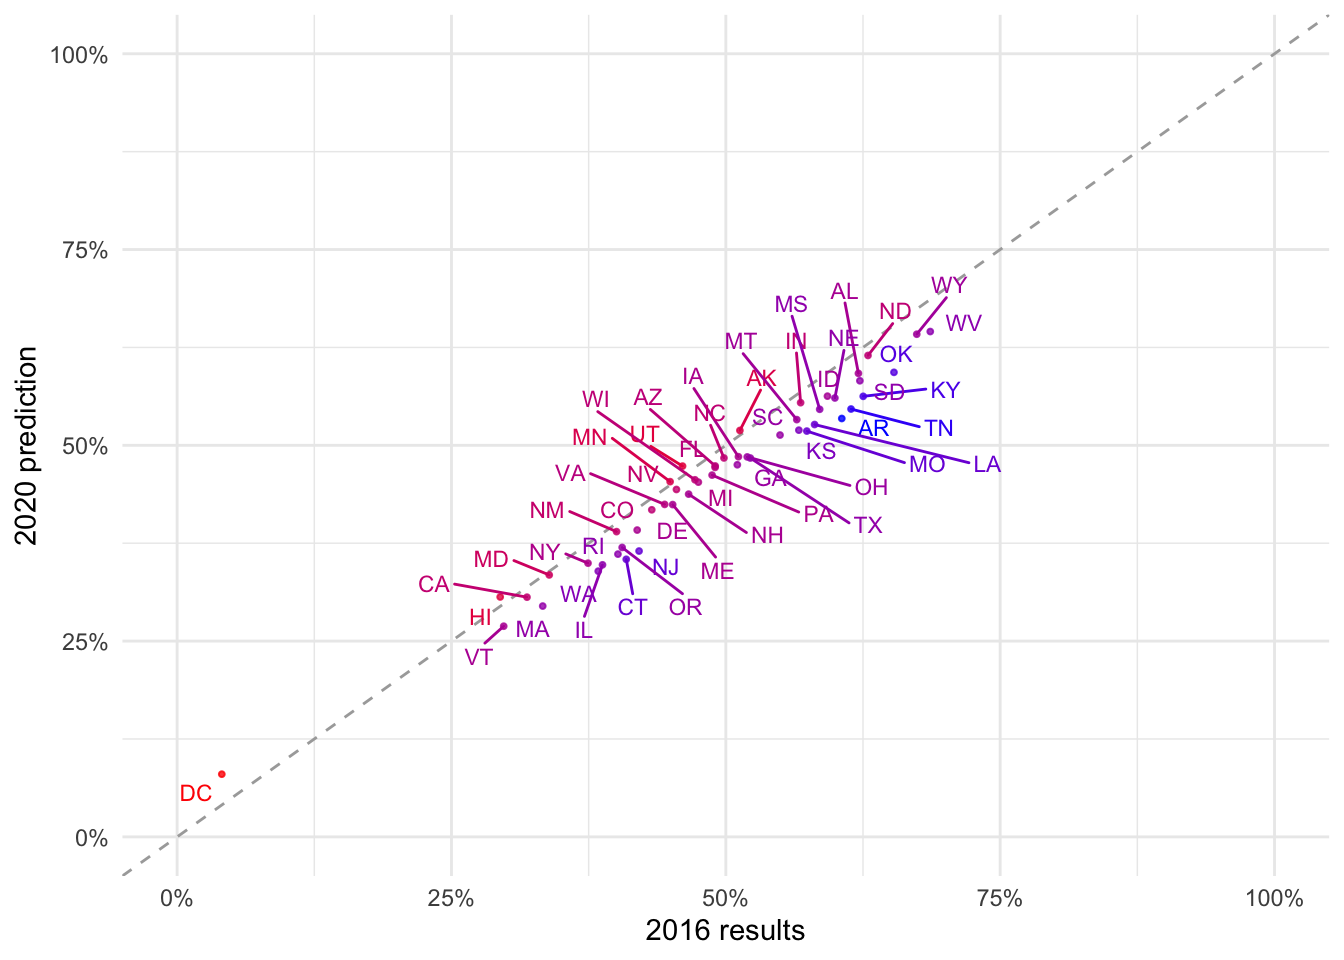 100%
75%
50%
25%
0%
2020 prediction
WY
AL
MS
ND
WV
MT
IN
NE
OK
IA
AK
ID
SD
KY
WI
AZ
NC
SC
AR
TN
MN
UT
FL
KS
MO
LA
VA
NV
GA
OH
MI
NM
CO
PA
TX
DE
NH
NY
RI
MD
NJ
ME
CA
WA
CT
OR
HI
MA
IL
VT
DC
0%
25%
50%
75%
100%
2016 results